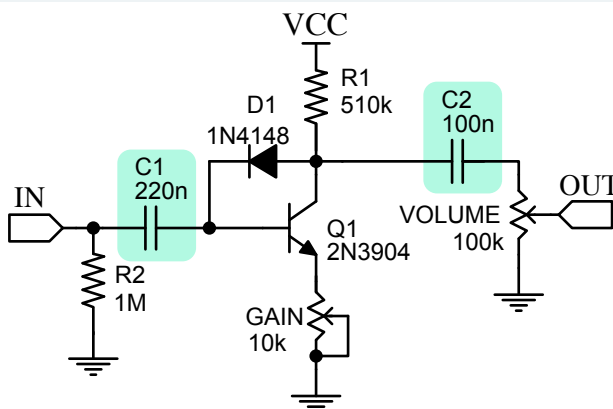 VCC
R1
510k
D1
1N4148
C2
100n
C1
220n
IN
OUT
VOLUME
100k
Q1
2N3904
R2
1M
GAIN
10k